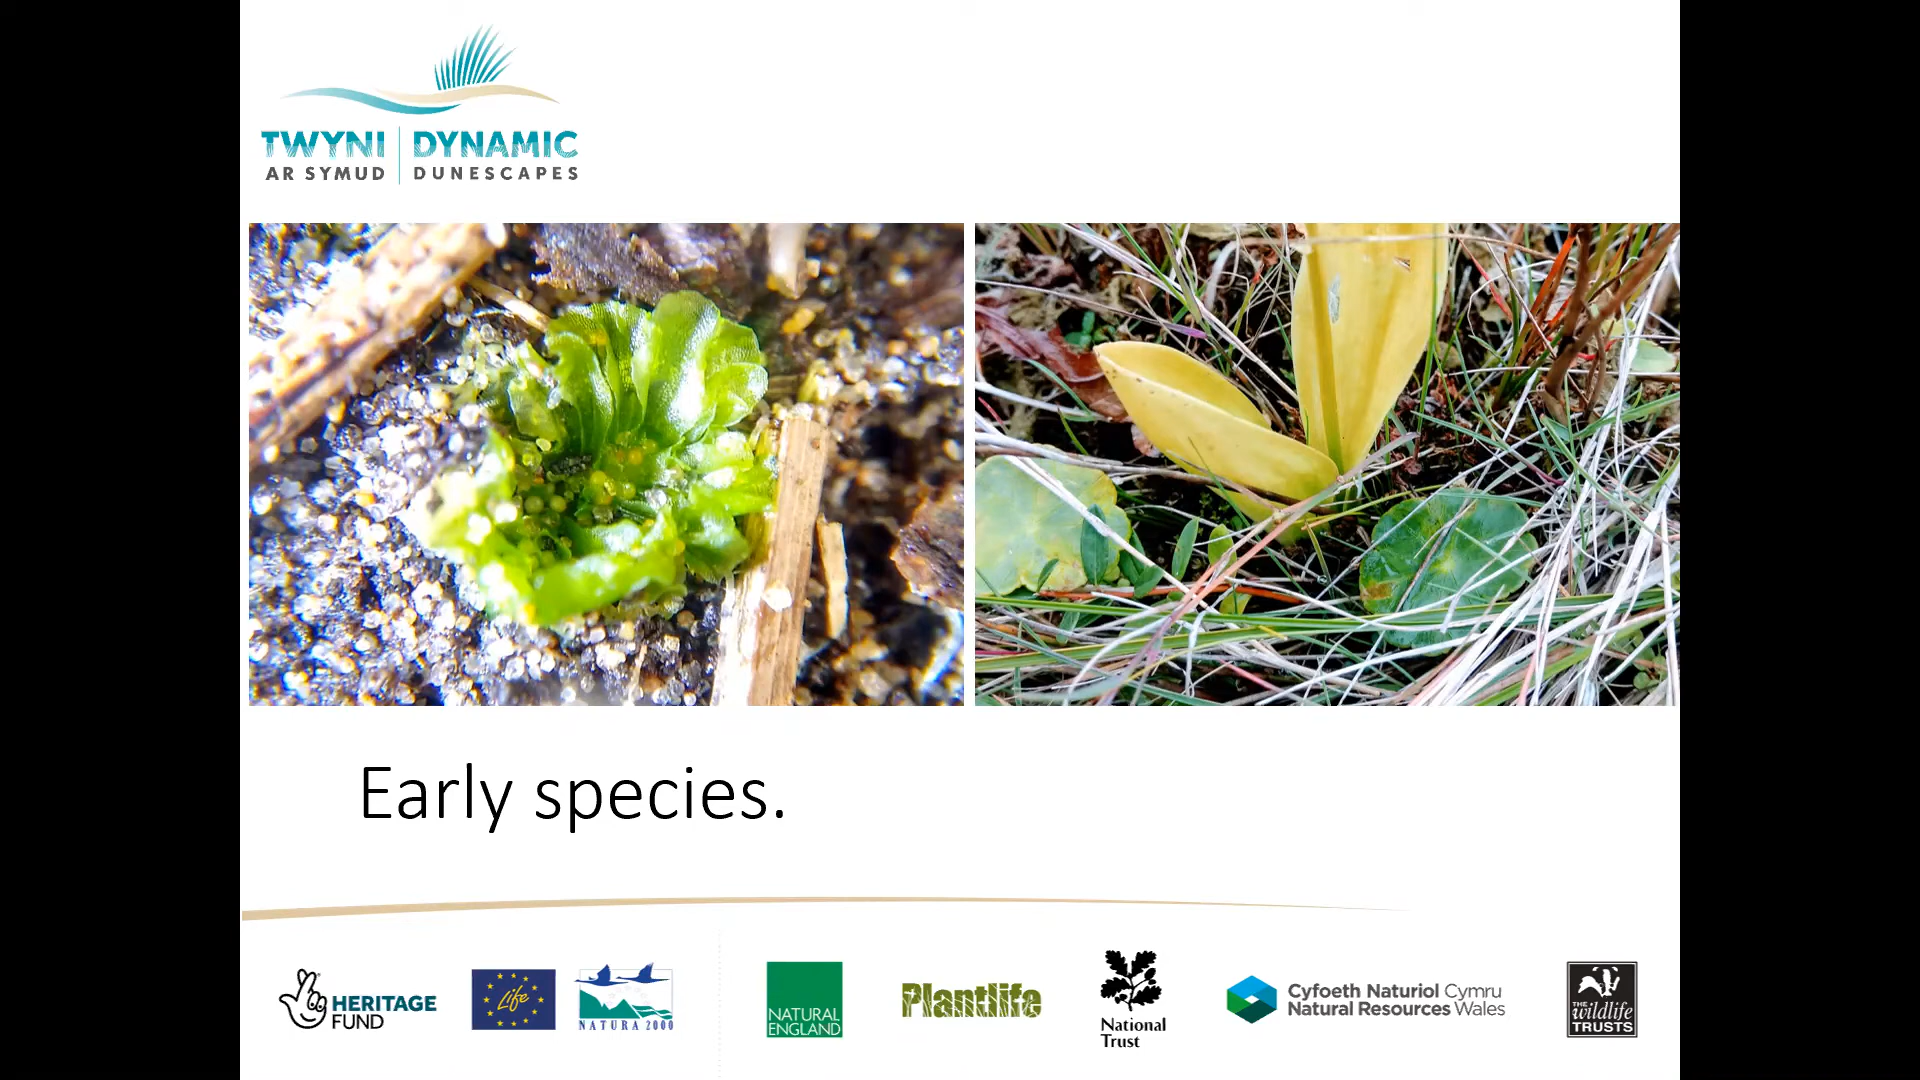 TWYNI DYNAMIC
AR SYMUD DUNESCAPES
Early species.
HERITAGE
FUND
Life
NATURA 2000
NATURAL
ENGLAND
Plantlife
National
Trust
Cyfoeth Naturiol Cymru
Natural Resources Wales
THE
wildlife
TRUSTS